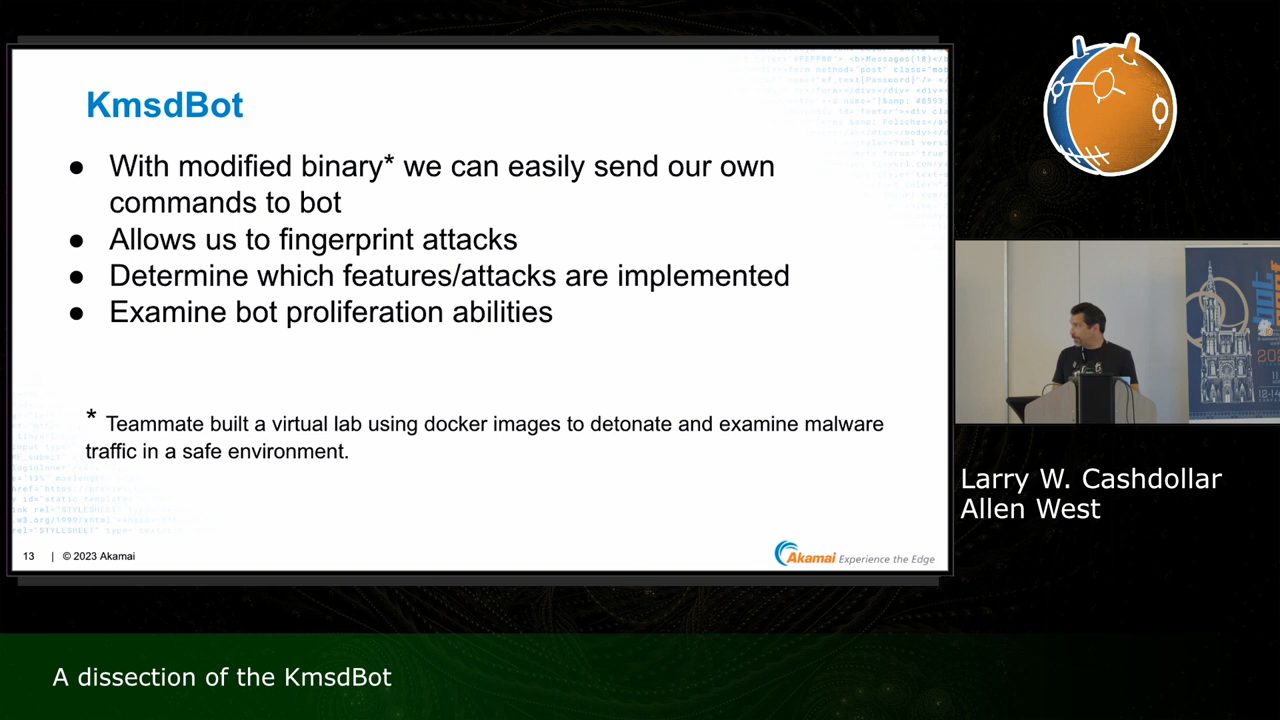 KmsdBot
● With modified binary* we can easily send our own
commands to bot
● Allows us to fingerprint attacks
● Determine which features/attacks are implemented
● Examine bot proliferation abilities
* Teammate built a virtual lab using docker images to detonate and examine malware
traffic in a safe environment.
13 | © 2023 Akamai
Akamai Experience the Edge
Larry W. Cashdollar
Allen West
A dissection of the KmsdBot